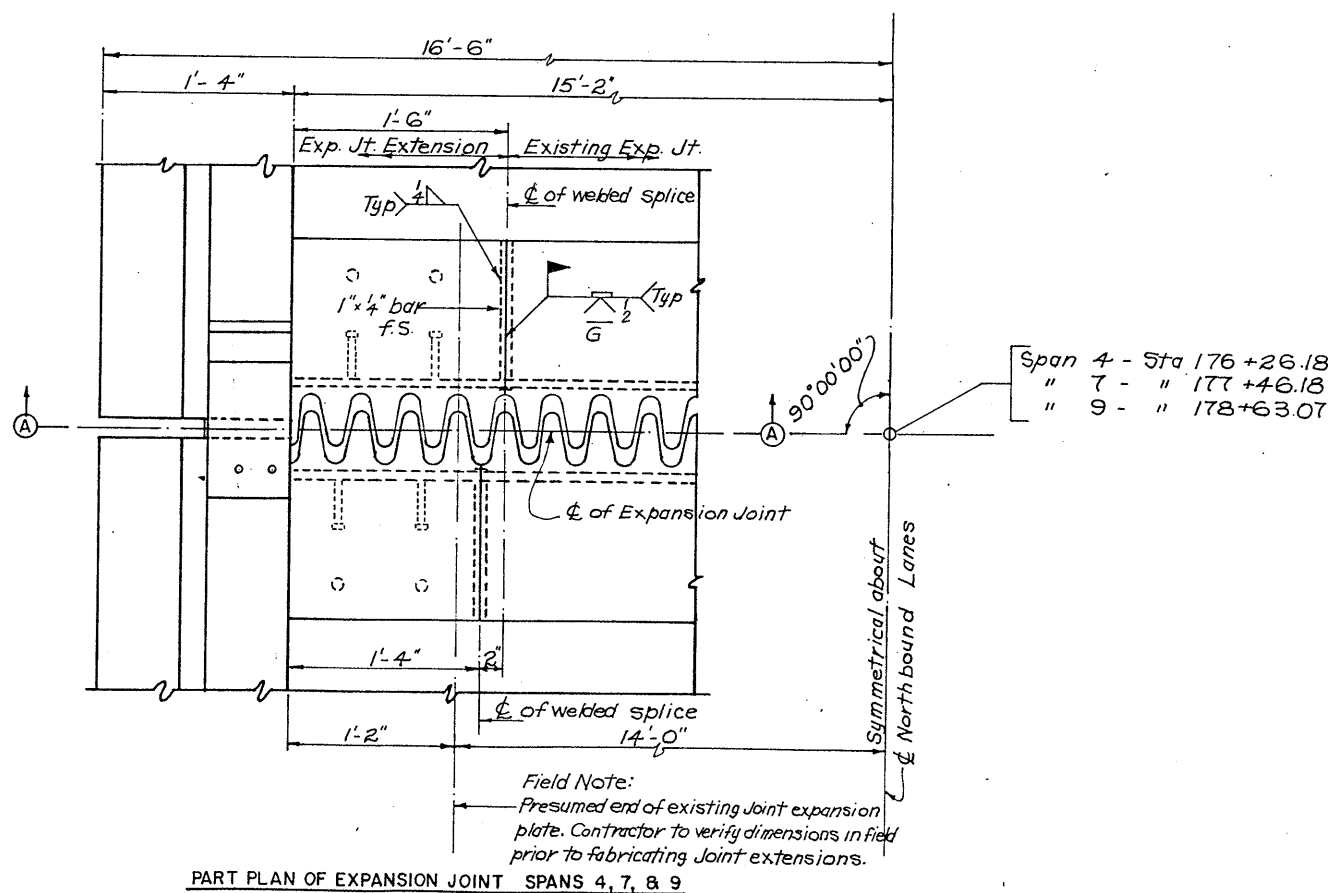 16'-6"
1'-4"
15'-2"
1'-6"
Exp. Jt. Extension
Existing Exp. Jt.
℄ of welded splice
Typ
1/4
1"x 1/4" bar
f.s.
Typ
1/2
G
90°00'00"
Span 4 - Sta 176+26.18
" 7 - " 177+46.18
" 9 - " 178+63.07
A
A
℄ of Expansion Joint
Symmetrical about
℄ Northbound Lanes
1'-4"
2"
℄ of welded splice
1'-2"
14'-0"
Field Note:
Presumed end of existing Joint expansion
plate. Contractor to verify dimensions in field
prior to fabricating Joint extensions.
PART PLAN OF EXPANSION JOINT SPANS 4, 7, & 9